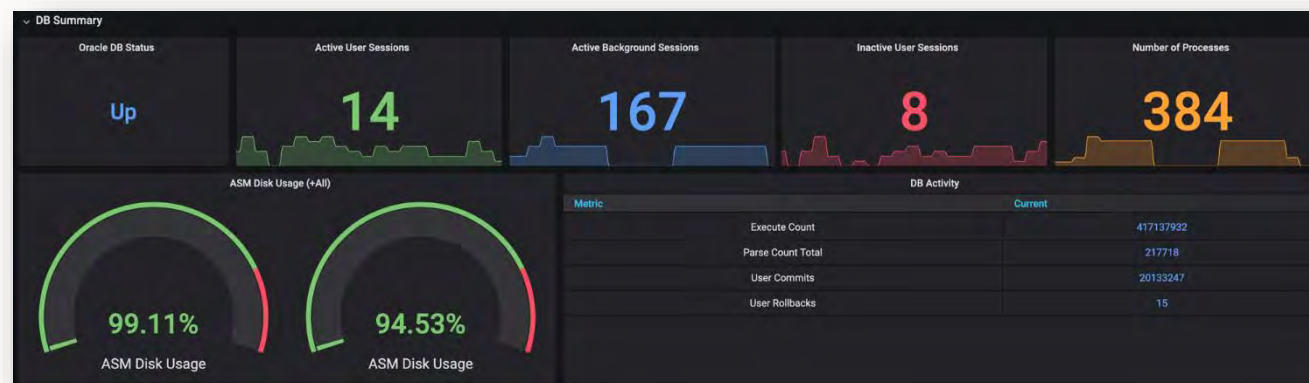 DB Summary
Oracle DB Status
Up
Active User Sessions
14
Active Background Sessions
167
Inactive User Sessions
8
Number of Processes
384
ASM Disk Usage (+All)
99.11%
ASM Disk Usage
94.53%
ASM Disk Usage
DB Activity
Metric Current
Execute Count 417137932
Parse Count Total 217718
User Commits 20133247
User Rollbacks 15